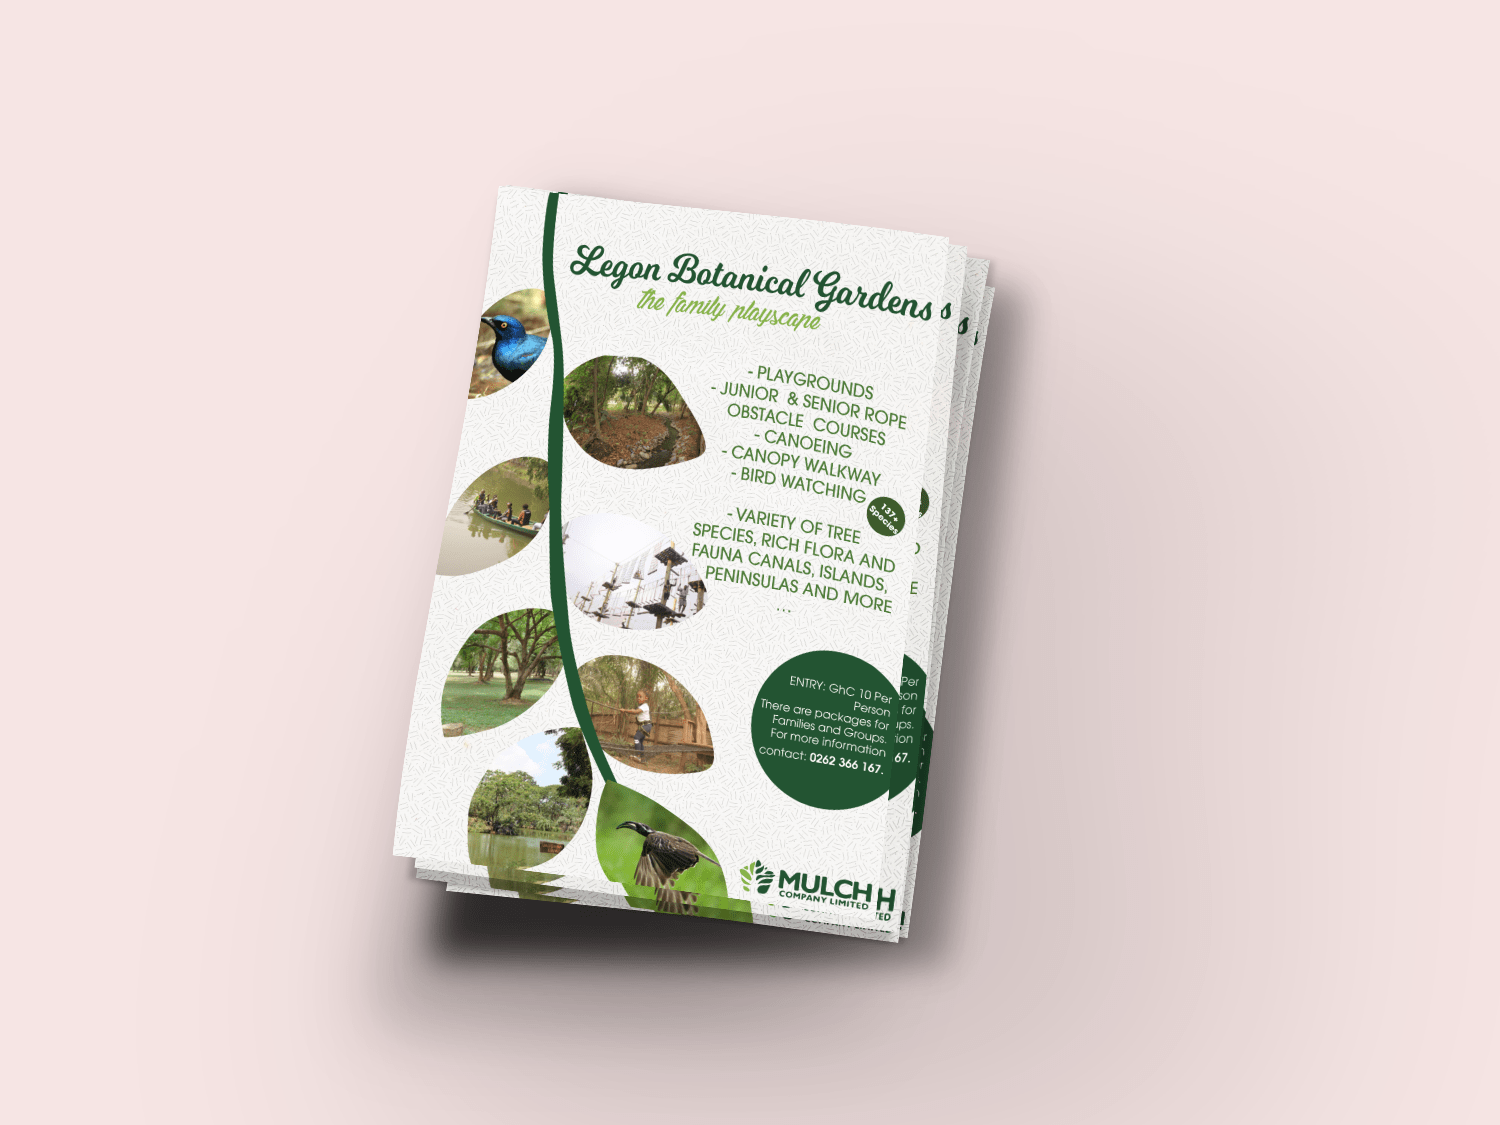 Legon Botanical Gardens
the family playscape
- PLAYGROUNDS
- JUNIOR & SENIOR ROPE
OBSTACLE COURSES
- CANOEING
- CANOPY WALKWAY
- BIRD WATCHING
137+
Species
- VARIETY OF TREE
SPECIES, RICH FLORA AND
FAUNA CANALS, ISLANDS,
PENINSULAS AND MORE
...
ENTRY: GhC 10 Per
Person
There are packages for
Families and Groups.
For more information
contact: 0262 366 167.
MULCH
COMPANY LIMITED